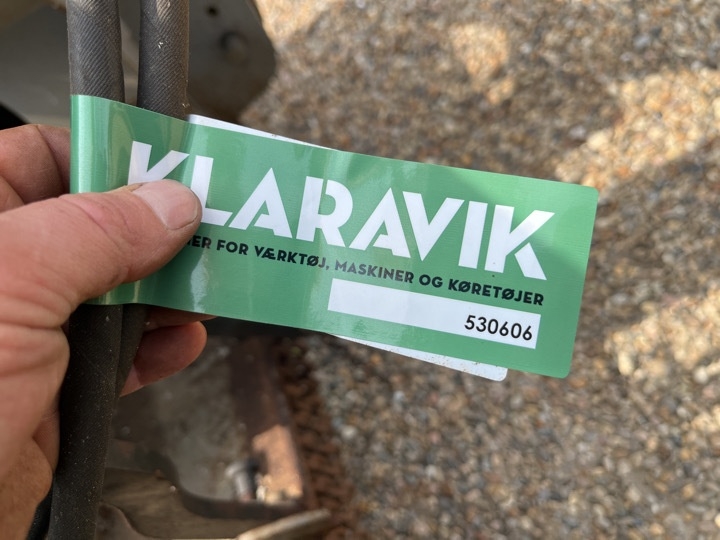 KLARAVIK
FOR VÆRKTØJ, MASKINER OG KØRETØJER
530606